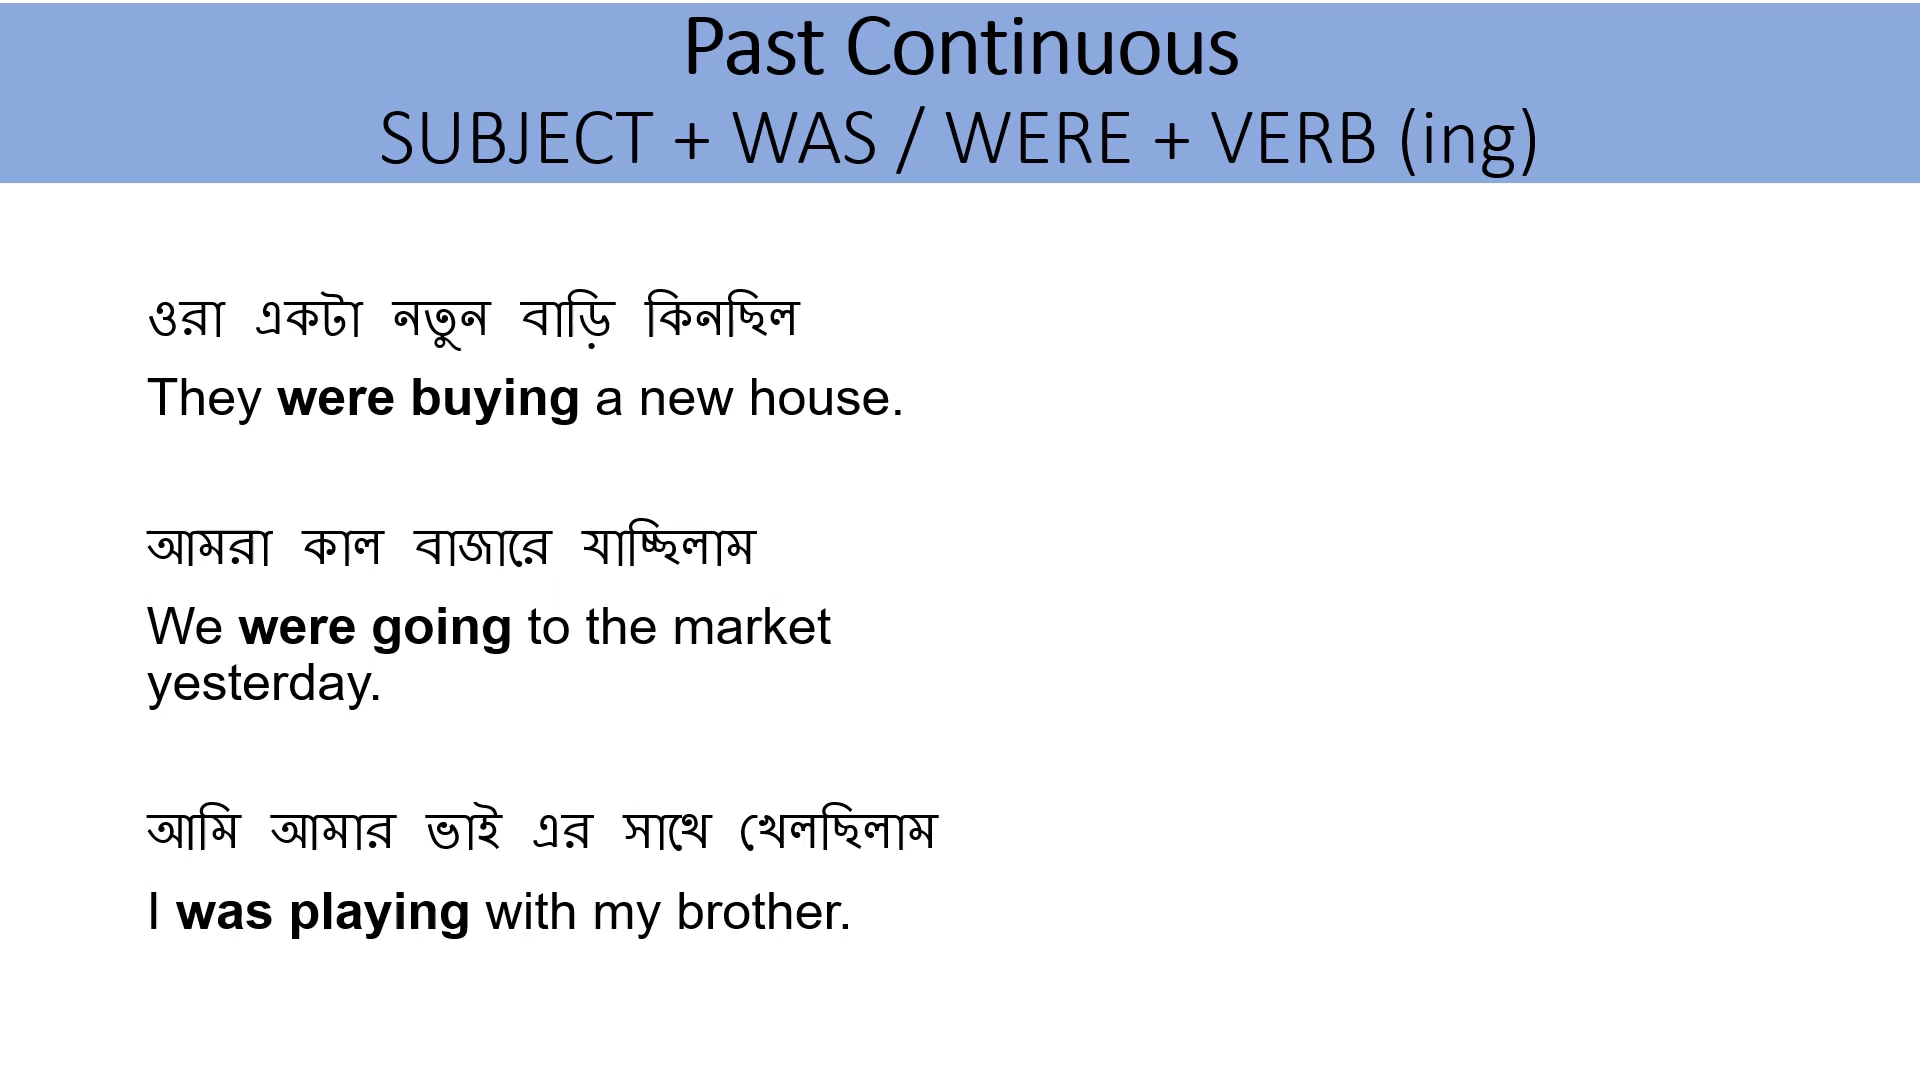 Past Continuous
SUBJECT + WAS / WERE + VERB (ing)
ওরা একটা নতুন বাড়ি কিনছিল
They were buying a new house.
আমরা কাল বাজারে যাচ্ছিলাম
We were going to the market
yesterday.
আমি আমার ভাই এর সাথে খেলছিলাম
I was playing with my brother.